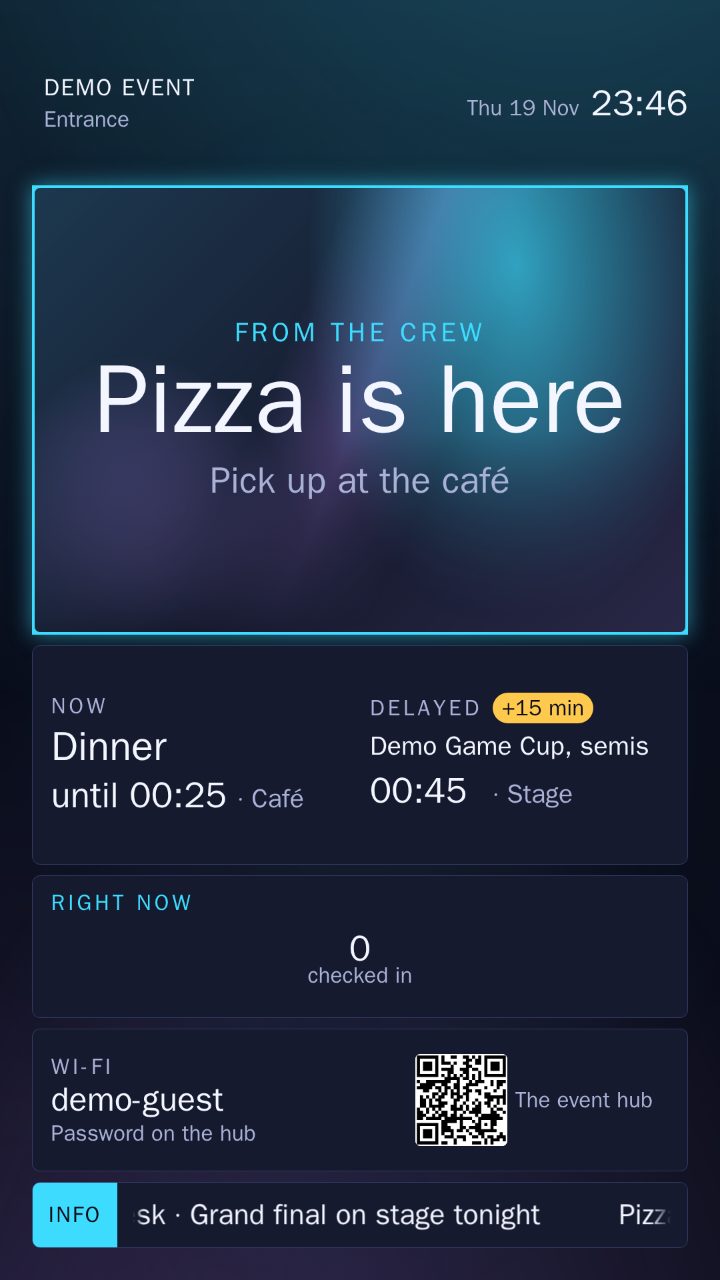 DEMO EVENT
Entrance
Thu 19 Nov 23:46
FROM THE CREW
Pizza is here
Pick up at the café
NOW
Dinner
until 00:25 · Café
DELAYED +15 min
Demo Game Cup, semis
00:45 · Stage
RIGHT NOW
0
checked in
WI-FI
demo-guest
Password on the hub
The event hub
INFO
· Grand final on stage tonight